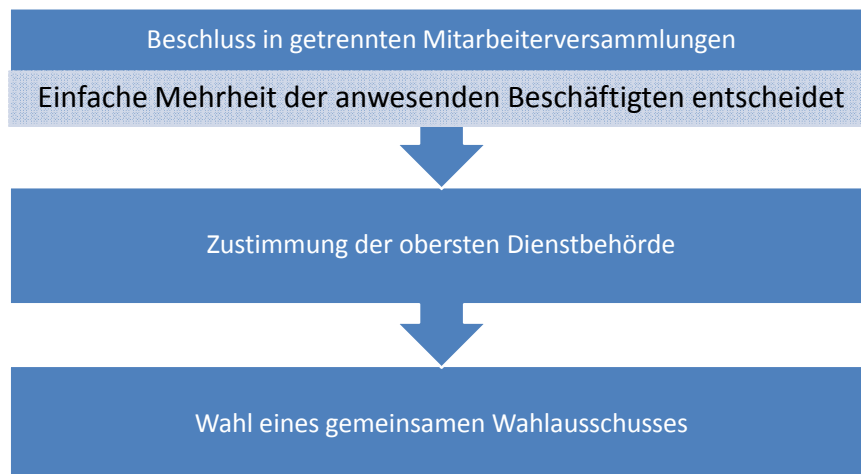 Beschluss in getrennten Mitarbeiterversammlungen
Einfache Mehrheit der anwesenden Beschäftigten entscheidet
Zustimmung der obersten Dienstbehörde
Wahl eines gemeinsamen Wahlausschusses